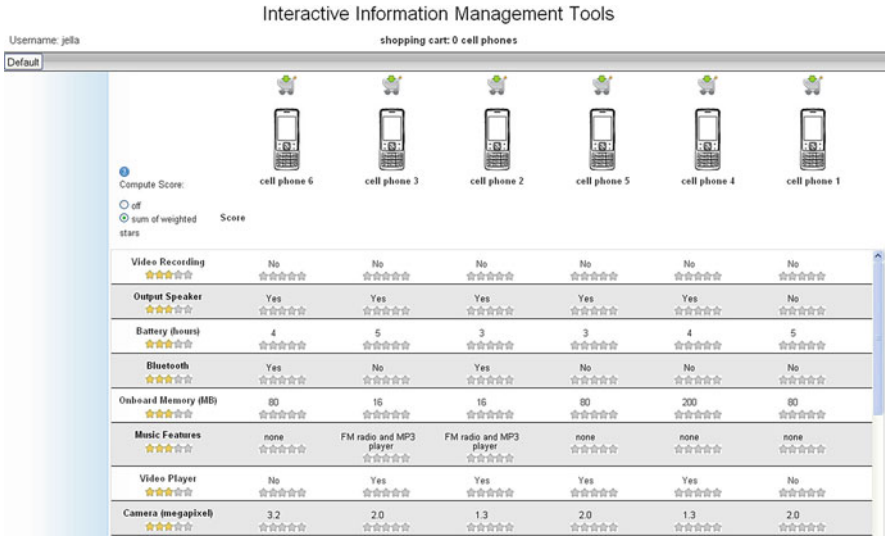 Interactive Information Management Tools
Username: jella
shopping cart: 0 cell phones
Default
cell phone 6 cell phone 3 cell phone 2 cell phone 5 cell phone 4 cell phone 1
Compute Score:
off
sum of weighted stars
Score
Video Recording No No No No No No
Output Speaker Yes Yes Yes Yes Yes No
Battery (hours) 4 5 3 3 4 5
Bluetooth Yes No Yes No No No
Onboard Memory (MB) 80 16 16 80 200 80
Music Features none FM radio and MP3 player FM radio and MP3 player none none none
Video Player No Yes Yes Yes Yes No
Camera (megapixel) 3.2 2.0 1.3 2.0 1.3 2.0